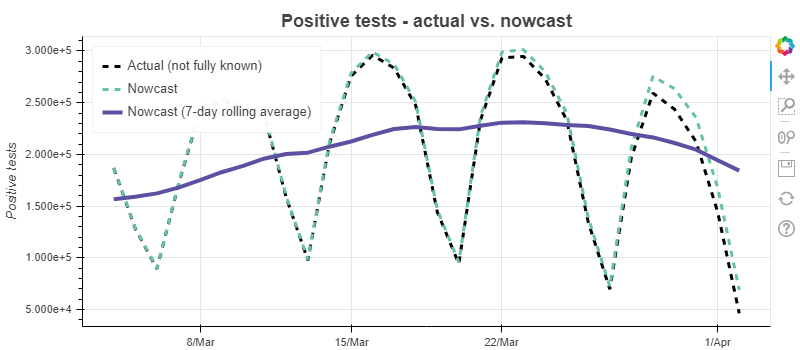 Positive tests - actual vs. nowcast
Actual (not fully known)
Nowcast
Nowcast (7-day rolling average)
Positive tests
3.000e+5
2.500e+5
2.000e+5
1.500e+5
1.000e+5
5.000e+4
8/Mar
15/Mar
22/Mar
1/Apr